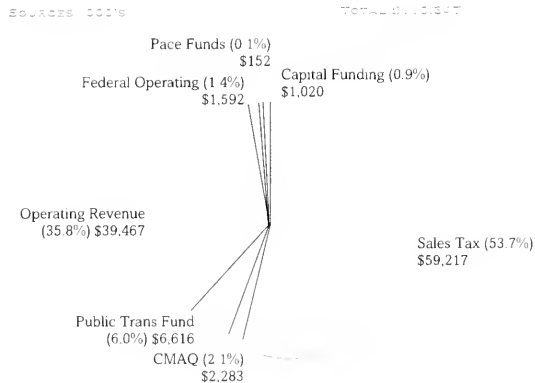 SOURCES 000'S
Pace Funds (0 1%)
$152
Capital Funding (0.9%)
$1,020
Federal Operating (1 4%)
$1,592
Operating Revenue
(35.8%) $39,467
Sales Tax (53.7%)
$59,217
Public Trans Fund
(6.0%) $6,616
CMAQ (2 1%)
$2,283